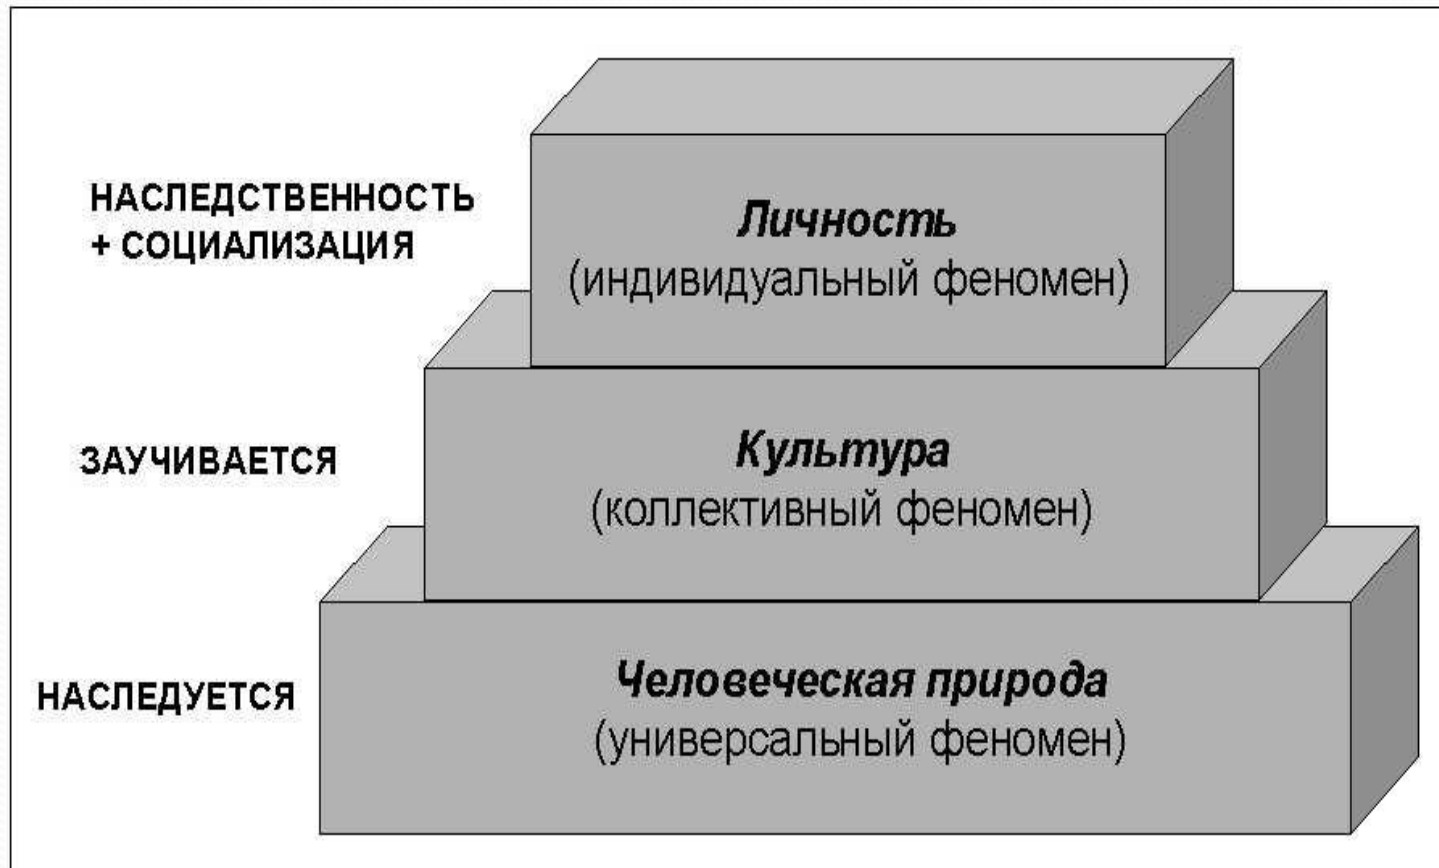 НАСЛЕДСТВЕННОСТЬ
+ СОЦИАЛИЗАЦИЯ
Личность
(индивидуальный феномен)
ЗАУЧИВАЕТСЯ
Культура
(коллективный феномен)
НАСЛЕДУЕТСЯ
Человеческая природа
(универсальный феномен)